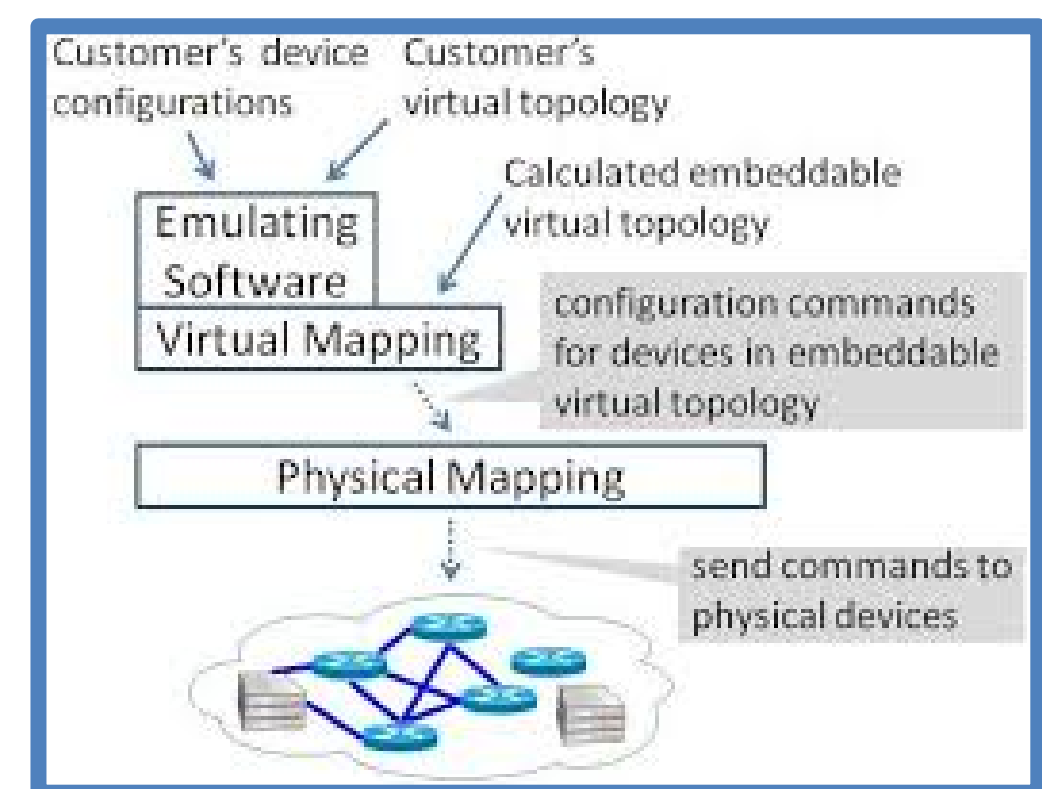 Customer's device
configurations
Customer's
virtual topology
Calculated embeddable
virtual topology
Emulating
Software
Virtual Mapping
configuration commands
for devices in embeddable
virtual topology
Physical Mapping
send commands to
physical devices